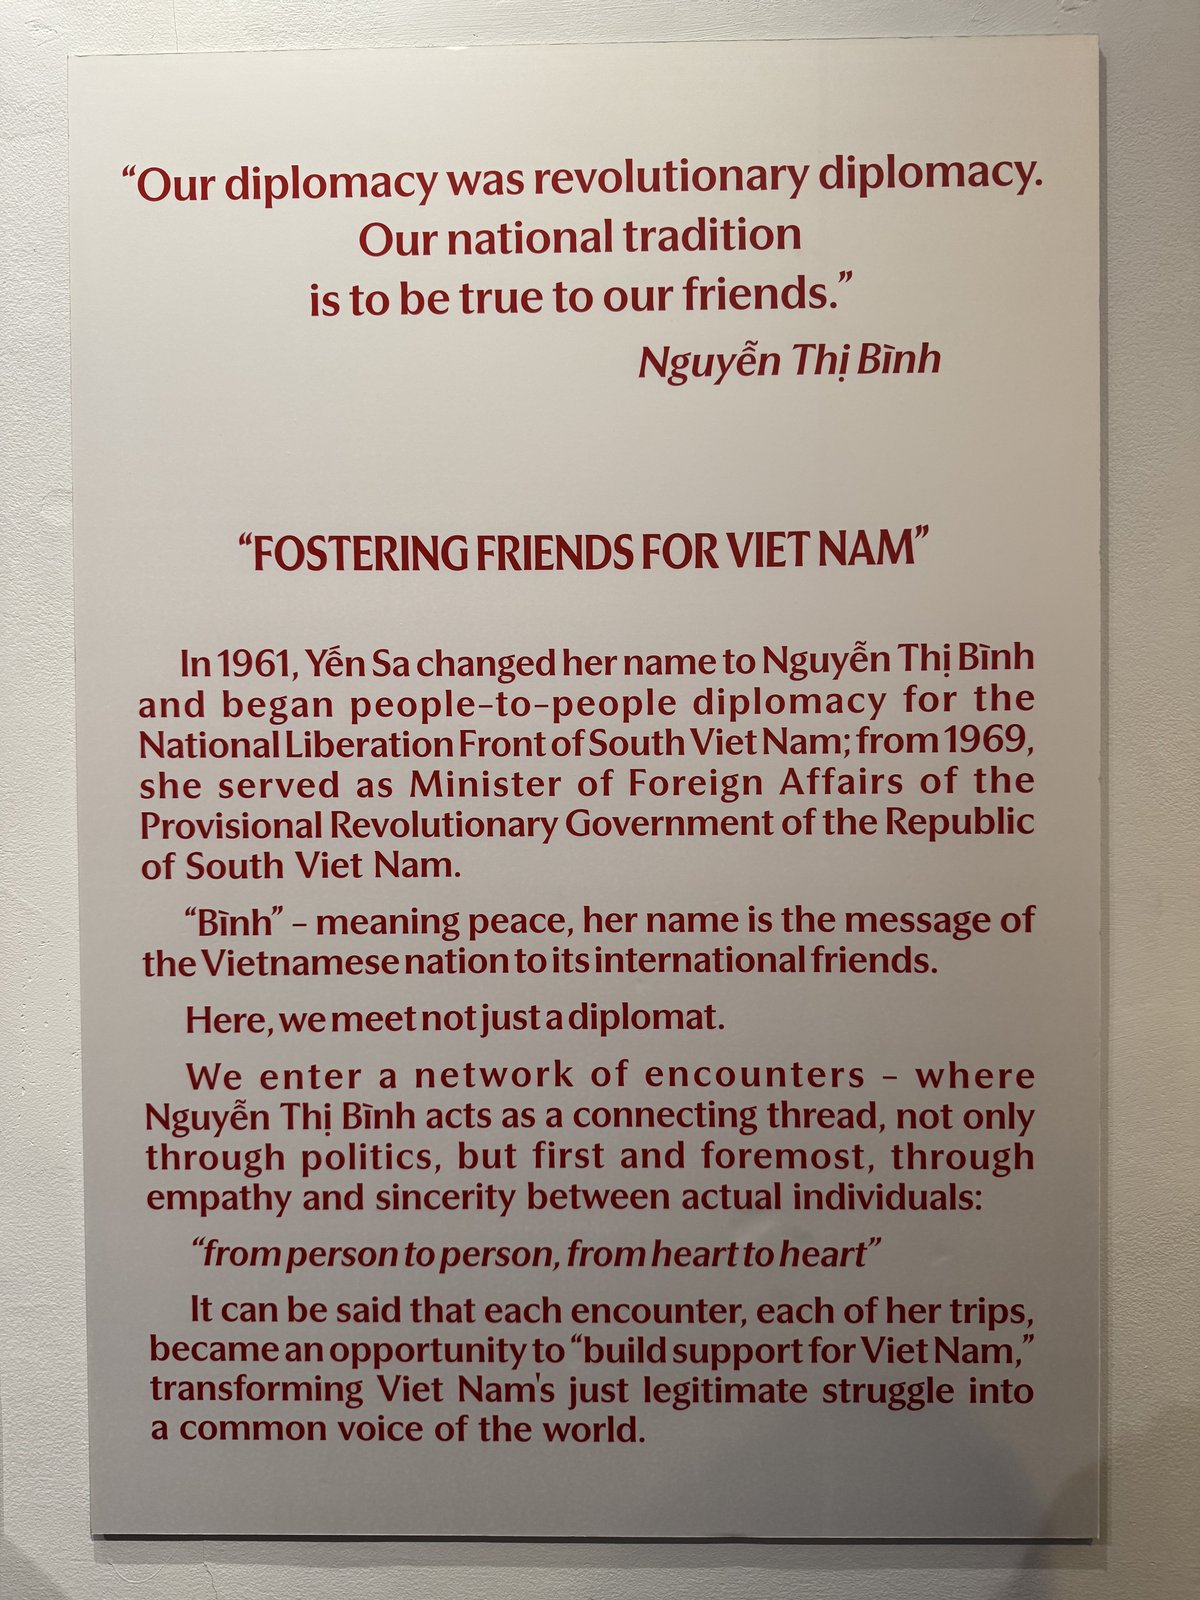 “Our diplomacy was revolutionary diplomacy.
Our national tradition
is to be true to our friends.”
Nguyễn Thị Bình
“FOSTERING FRIENDS FOR VIET NAM”
In 1961, Yến Sa changed her name to Nguyễn Thị Bình
and began people–to–people diplomacy for the
National Liberation Front of South Viet Nam; from 1969,
she served as Minister of Foreign Affairs of the
Provisional Revolutionary Government of the Republic
of South Viet Nam.
“Bình” – meaning peace, her name is the message of
the Vietnamese nation to its international friends.
Here, we meet not just a diplomat.
We enter a network of encounters – where
Nguyễn Thị Bình acts as a connecting thread, not only
through politics, but first and foremost, through
empathy and sincerity between actual individuals:
“from person to person, from heart to heart”
It can be said that each encounter, each of her trips,
became an opportunity to “build support for Viet Nam,”
transforming Viet Nam's just legitimate struggle into
a common voice of the world.